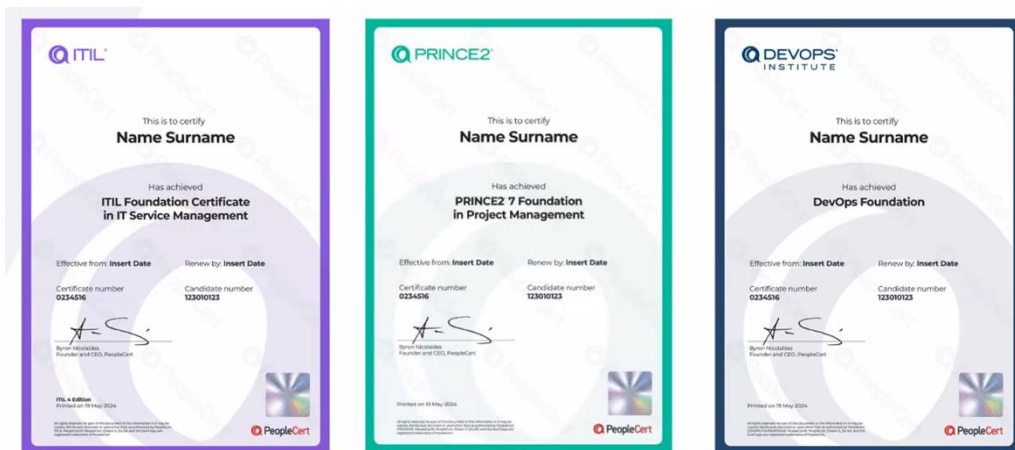 ITIL®
This is to certify
Name Surname
Has achieved
ITIL Foundation Certificate
in IT Service Management
Effective from: Insert Date
Renew by: Insert Date
Certificate number
0234516
Candidate number
123010123
Byron Nicolaides
Founder and CEO, PeopleCert
ITIL 4 Edition
Printed on 19 May 2024
PeopleCert
PRINCE2®
This is to certify
Name Surname
Has achieved
PRINCE2 7 Foundation
in Project Management
Effective from: Insert Date
Renew by: Insert Date
Certificate number
0234516
Candidate number
123010123
Byron Nicolaides
Founder and CEO, PeopleCert
Printed on 19 May 2024
PeopleCert
DEVOPS®
INSTITUTE
This is to certify
Name Surname
Has achieved
DevOps Foundation
Effective from: Insert Date
Renew by: Insert Date
Certificate number
0234516
Candidate number
123010123
Byron Nicolaides
Founder and CEO, PeopleCert
Printed on 19 May 2024
PeopleCert